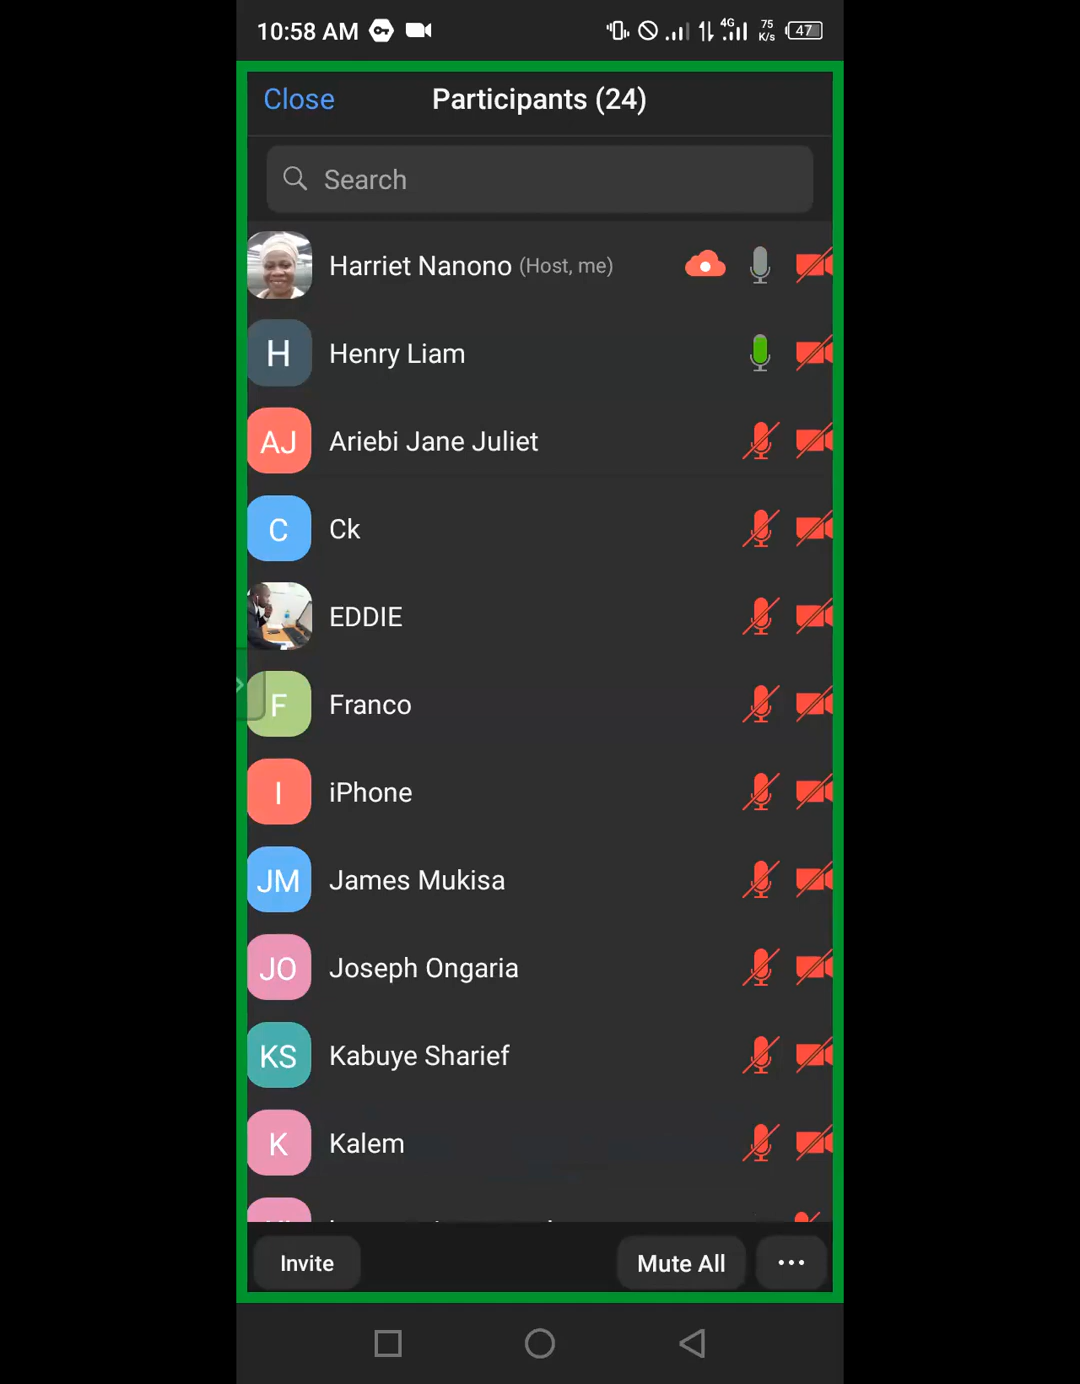 10:58 AM 4G 75 K/s 47
Close Participants (24)
Search
Harriet Nanono (Host, me)
H Henry Liam
AJ Ariebi Jane Juliet
C Ck
EDDIE
F Franco
I iPhone
JM James Mukisa
JO Joseph Ongaria
KS Kabuye Sharief
K Kalem
Invite Mute All ...